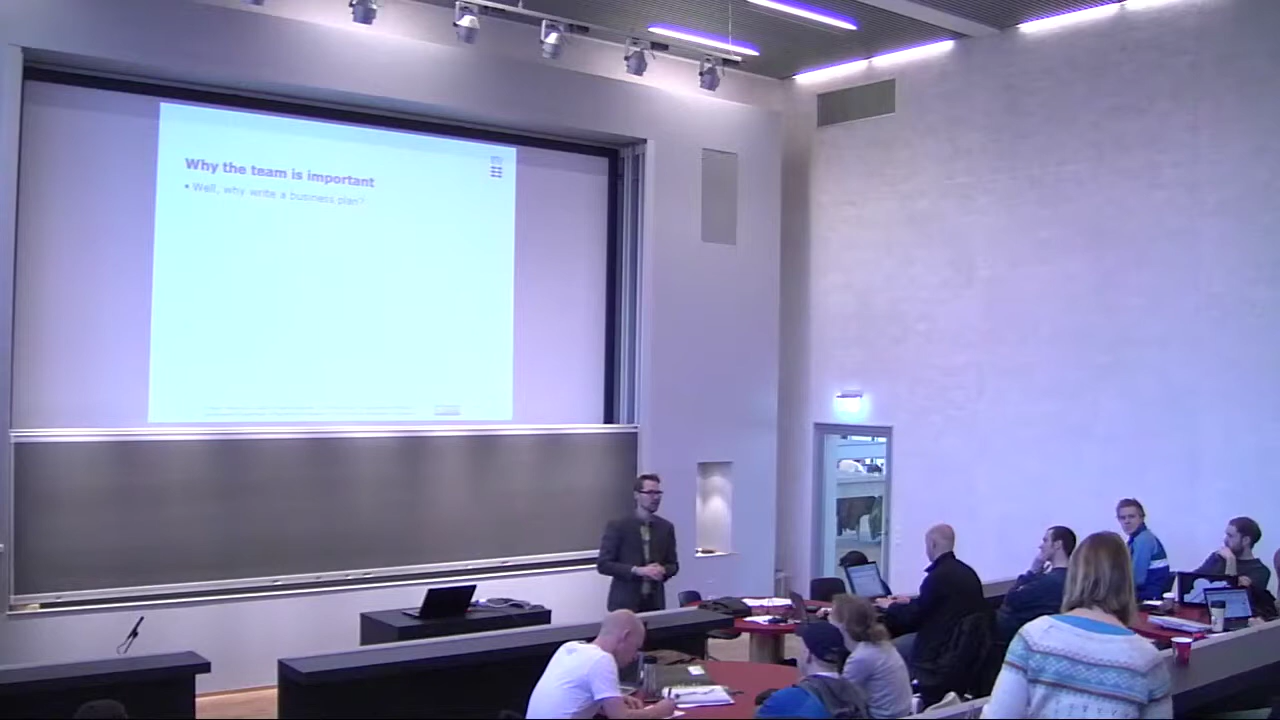 Why the team is important
• Well, why write a business plan?